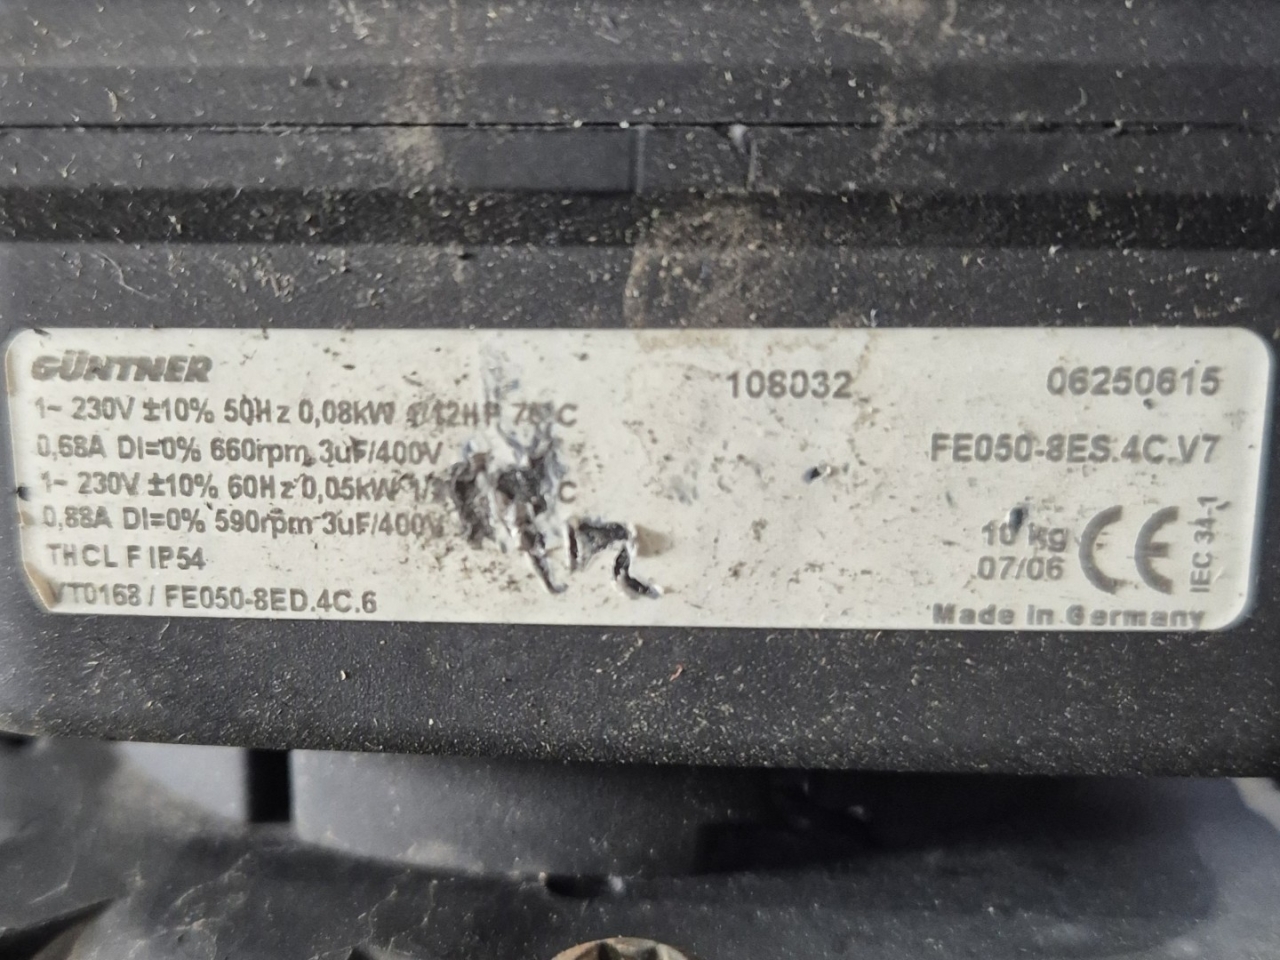 GÜNTNER 108032 06250615
1~ 230V ±10% 50Hz 0,08kW 1/12HP °C
0,68A DI=0% 660rpm 3uF/400V FE050-8ES.4C.V7
1~ 230V ±10% 60Hz 0,05kW C
0,88A DI=0% 590rpm 3uF/400V 10 kg CE IEC 34-1
THCL F IP54 07/06
VT0168 / FE050-8ED.4C.6 Made in Germany